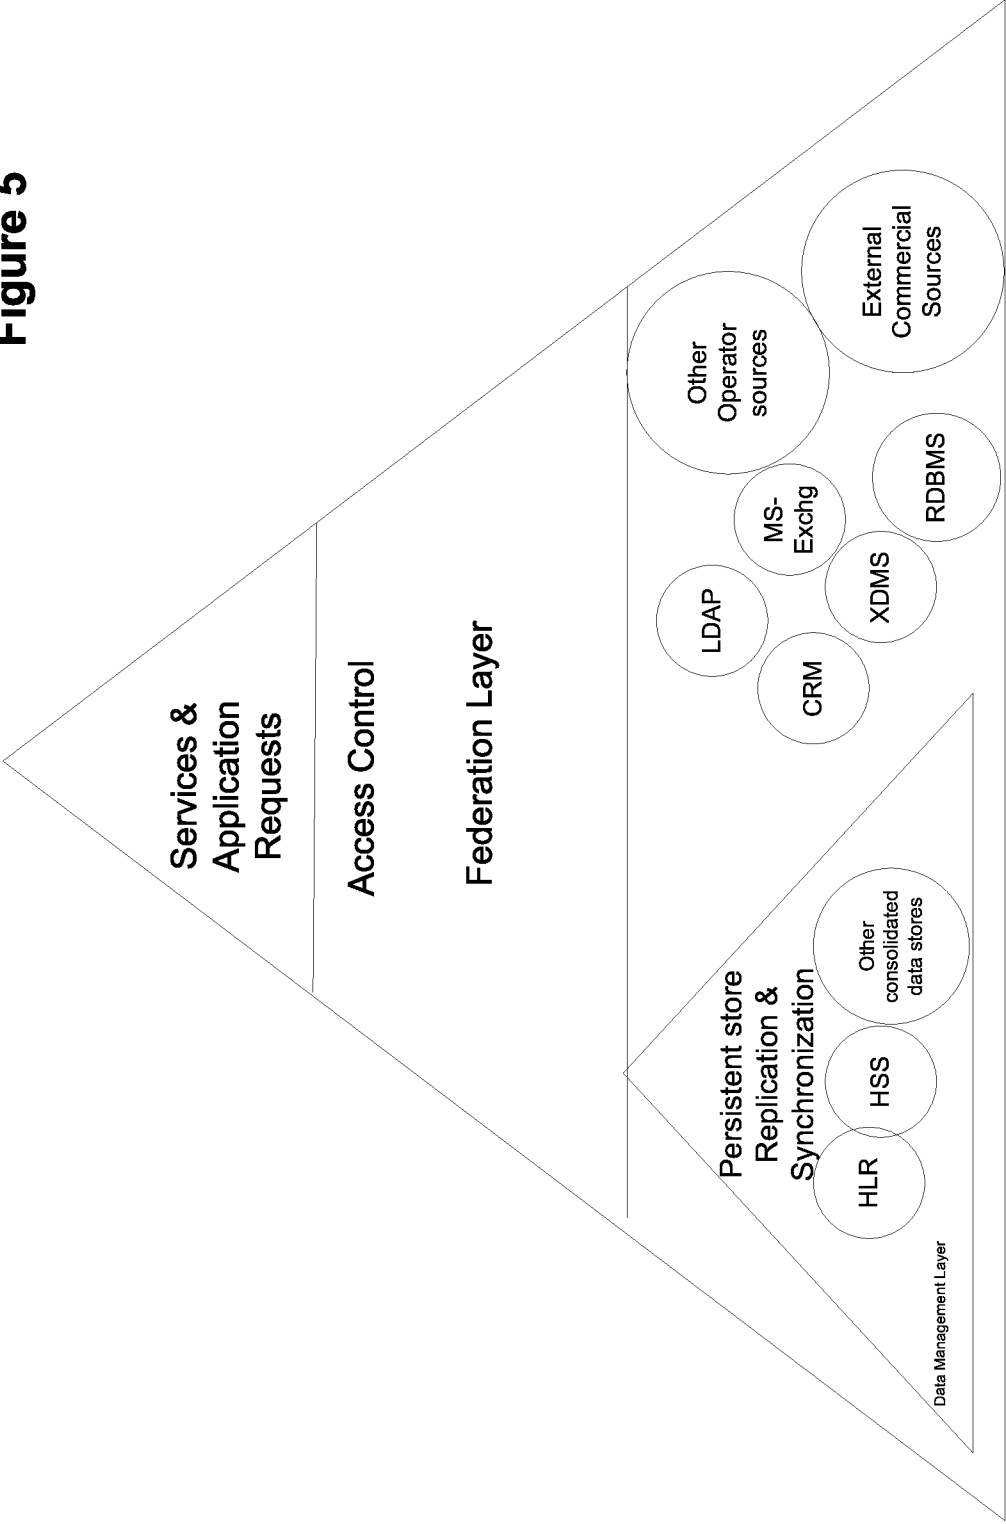 Figure 5
Services &
Application
Requests
Access Control
Federation Layer
Persistent store
Replication &
Synchronization
HLR
HSS
Other
consolidated
data stores
Data Management Layer
LDAP
CRM
MS-
Exchg
XDMS
RDBMS
Other
Operator
sources
External
Commercial
Sources